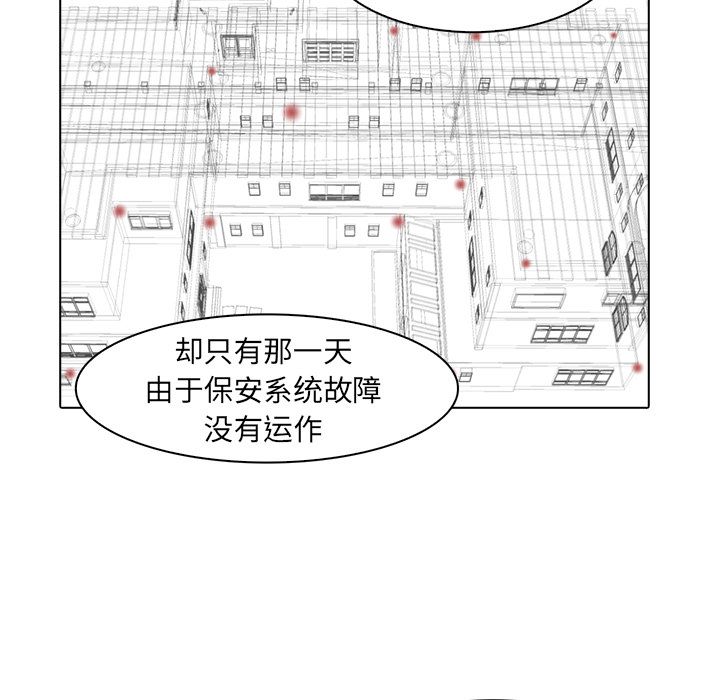 却只有那一天
由于保安系统故障
没有运作